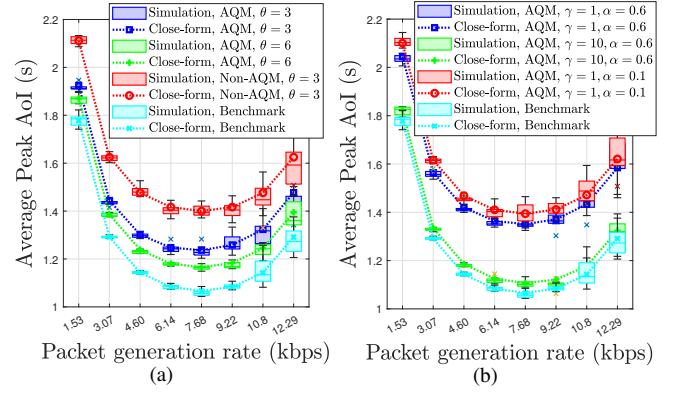 2.2
2
1.8
1.6
1.4
1.2
1
Average Peak AoI (s)
Simulation, AQM, θ = 3
Close-form, AQM, θ = 3
Simulation, AQM, θ = 6
Close-form, AQM, θ = 6
Simulation, Non-AQM, θ = 3
Close-form, Non-AQM, θ = 3
Simulation, Benchmark
Close-form, Benchmark
1.53
3.07
4.60
6.14
7.68
9.22
10.8
12.29
Packet generation rate (kbps)
(a)
2.2
2
1.8
1.6
1.4
1.2
1
Average Peak AoI (s)
Simulation, AQM, γ = 1, α = 0.6
Close-form, AQM, γ = 1, α = 0.6
Simulation, AQM, γ = 10, α = 0.6
Close-form, AQM, γ = 10, α = 0.6
Simulation, AQM, γ = 1, α = 0.1
Close-form, AQM, γ = 1, α = 0.1
Simulation, Benchmark
Close-form, Benchmark
1.53
3.07
4.60
6.14
7.68
9.22
10.8
12.29
Packet generation rate (kbps)
(b)